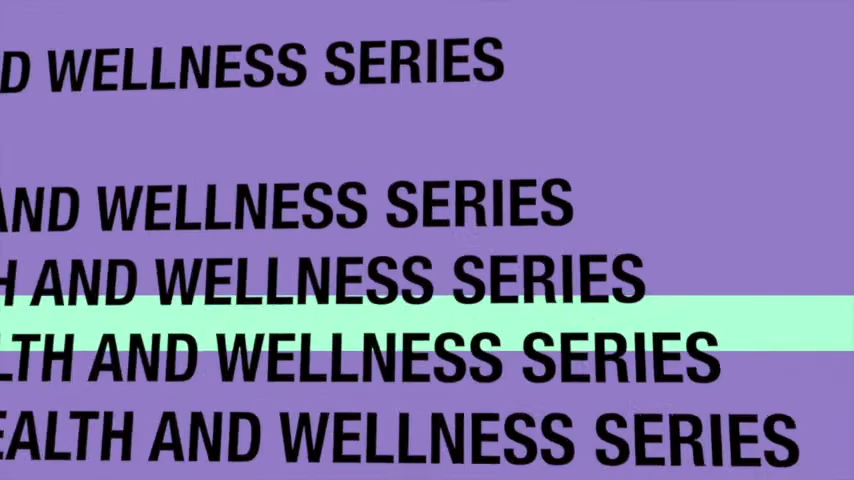 D WELLNESS SERIES
AND WELLNESS SERIES
H AND WELLNESS SERIES
LTH AND WELLNESS SERIES
EALTH AND WELLNESS SERIES